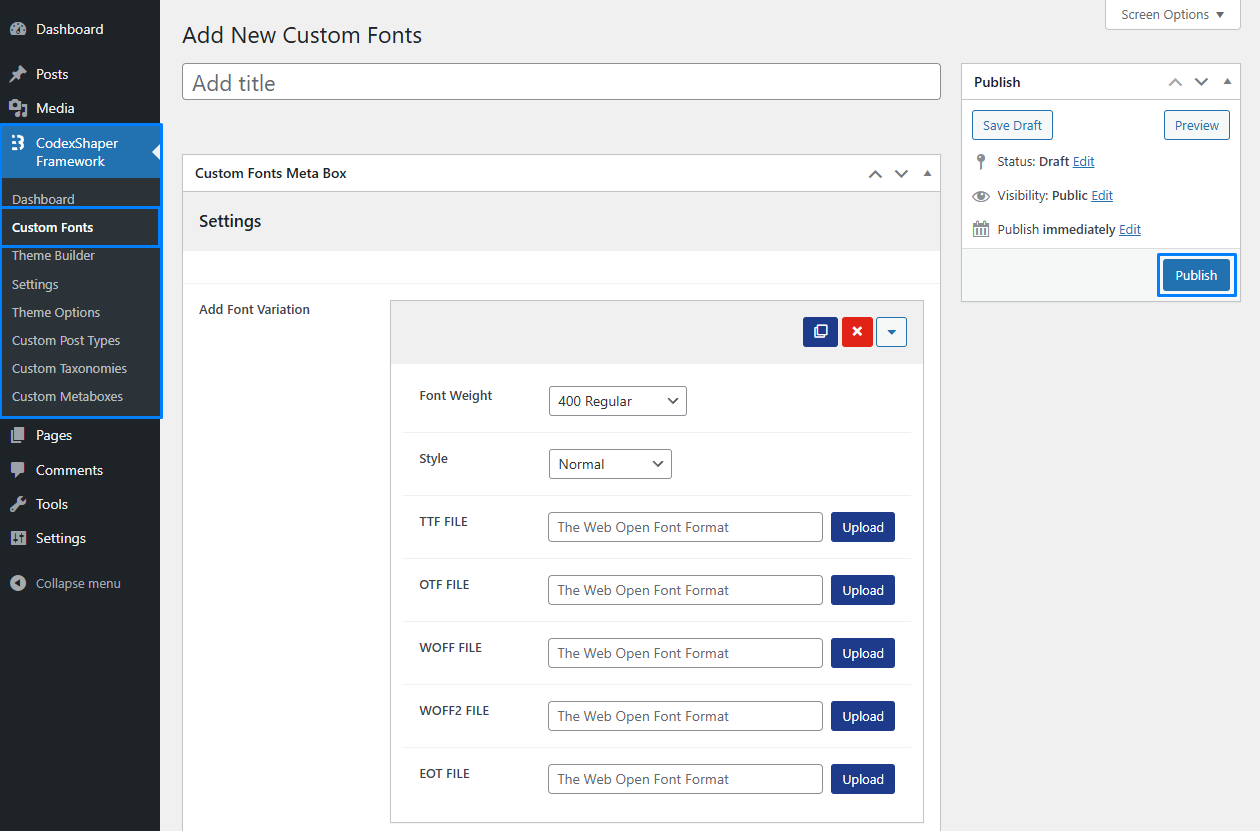 Dashboard
Posts
Media
CodexShaper
Framework
Dashboard
Custom Fonts
Theme Builder
Settings
Theme Options
Custom Post Types
Custom Taxonomies
Custom Metaboxes
Pages
Comments
Tools
Settings
Collapse menu
Screen Options
Add New Custom Fonts
Add title
Custom Fonts Meta Box
Settings
Add Font Variation
Font Weight
400 Regular
Style
Normal
TTF FILE
The Web Open Font Format
Upload
OTF FILE
The Web Open Font Format
Upload
WOFF FILE
The Web Open Font Format
Upload
WOFF2 FILE
The Web Open Font Format
Upload
EOT FILE
The Web Open Font Format
Upload
Publish
Save Draft
Preview
Status: Draft Edit
Visibility: Public Edit
Publish immediately Edit
Publish